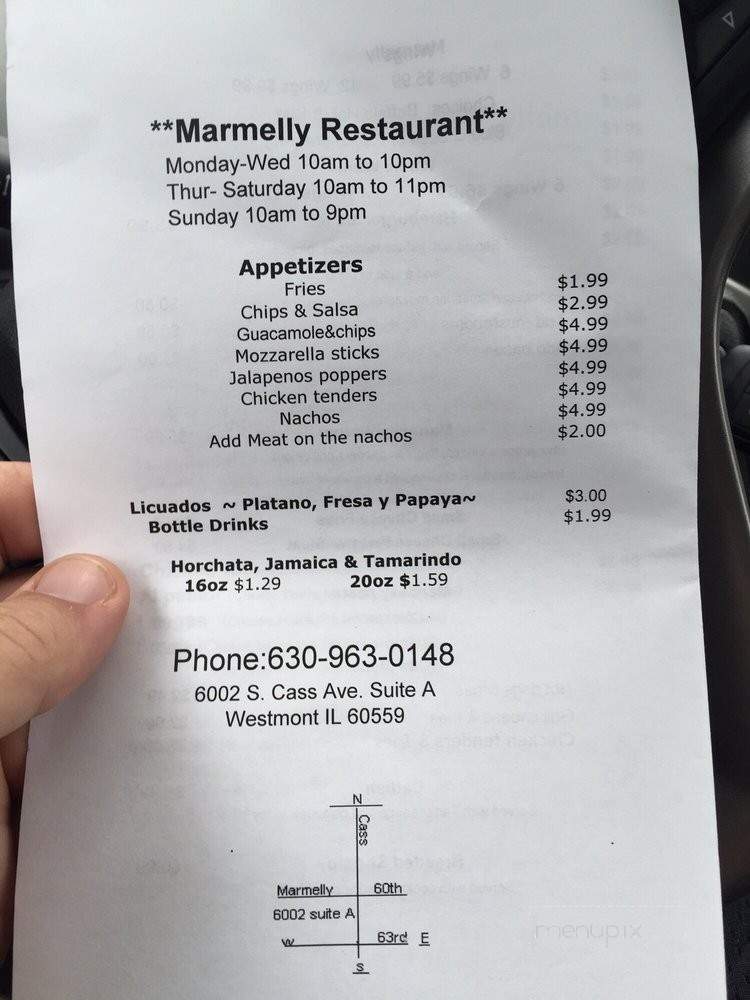 **Marmelly Restaurant**
Monday-Wed 10am to 10pm
Thur- Saturday 10am to 11pm
Sunday 10am to 9pm
Appetizers
Fries $1.99
Chips & Salsa $2.99
Guacamole&chips $4.99
Mozzarella sticks $4.99
Jalapenos poppers $4.99
Chicken tenders $4.99
Nachos $4.99
Add Meat on the nachos $2.00
Licuados ~ Platano, Fresa y Papaya~ $3.00
Bottle Drinks $1.99
Horchata, Jamaica & Tamarindo
16oz $1.29 20oz $1.59
Phone:630-963-0148
6002 S. Cass Ave. Suite A
Westmont IL 60559
N
Cass
Marmelly 60th
6002 suite A
W 63rd E
S
menupix